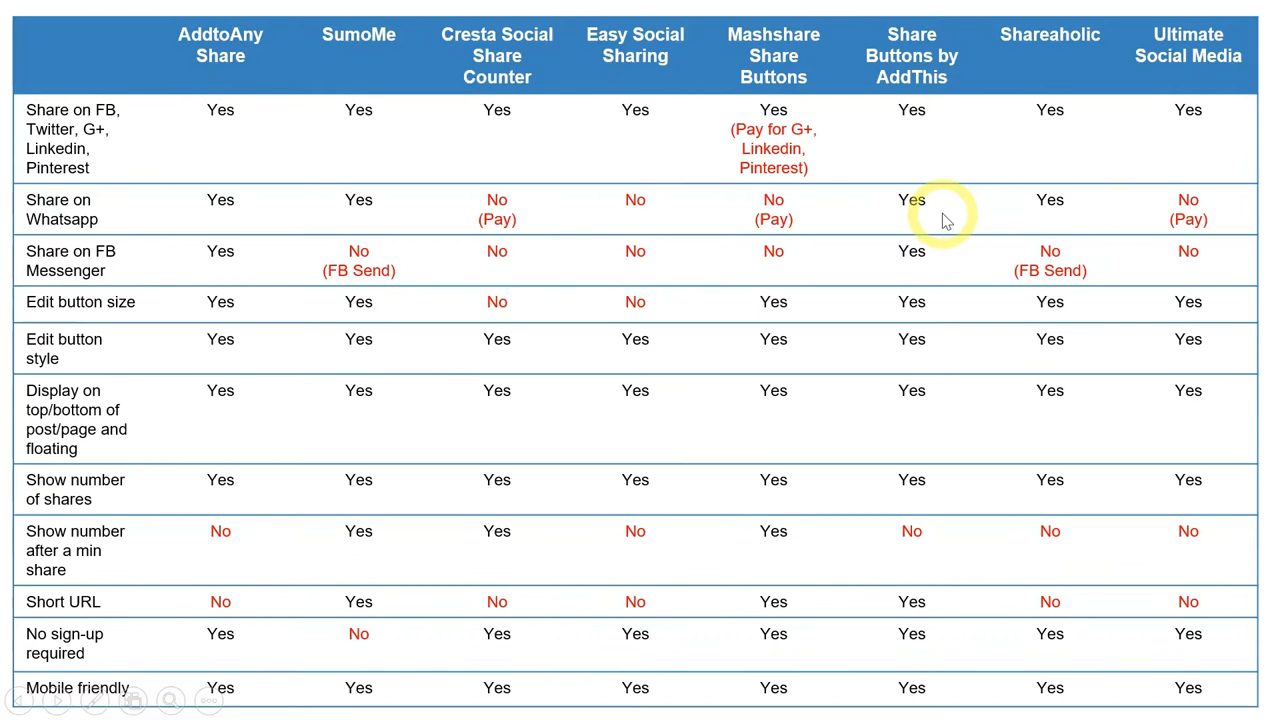 AddtoAny Share
SumoMe
Cresta Social Share Counter
Easy Social Sharing
Mashshare Share Buttons
Share Buttons by AddThis
Shareaholic
Ultimate Social Media
Share on FB, Twitter, G+, Linkedin, Pinterest
Yes Yes Yes Yes Yes (Pay for G+, Linkedin, Pinterest) Yes Yes Yes
Share on Whatsapp
Yes Yes No (Pay) No No (Pay) Yes Yes No (Pay)
Share on FB Messenger
Yes No (FB Send) No No No Yes No (FB Send) No
Edit button size
Yes Yes No No Yes Yes Yes Yes
Edit button style
Yes Yes Yes Yes Yes Yes Yes Yes
Display on top/bottom of post/page and floating
Yes Yes Yes Yes Yes Yes Yes Yes
Show number of shares
Yes Yes Yes Yes Yes Yes Yes Yes
Show number after a min share
No Yes Yes No Yes No No No
Short URL
No Yes No No Yes Yes No No
No sign-up required
Yes No Yes Yes Yes Yes Yes Yes
Mobile friendly
Yes Yes Yes Yes Yes Yes Yes Yes